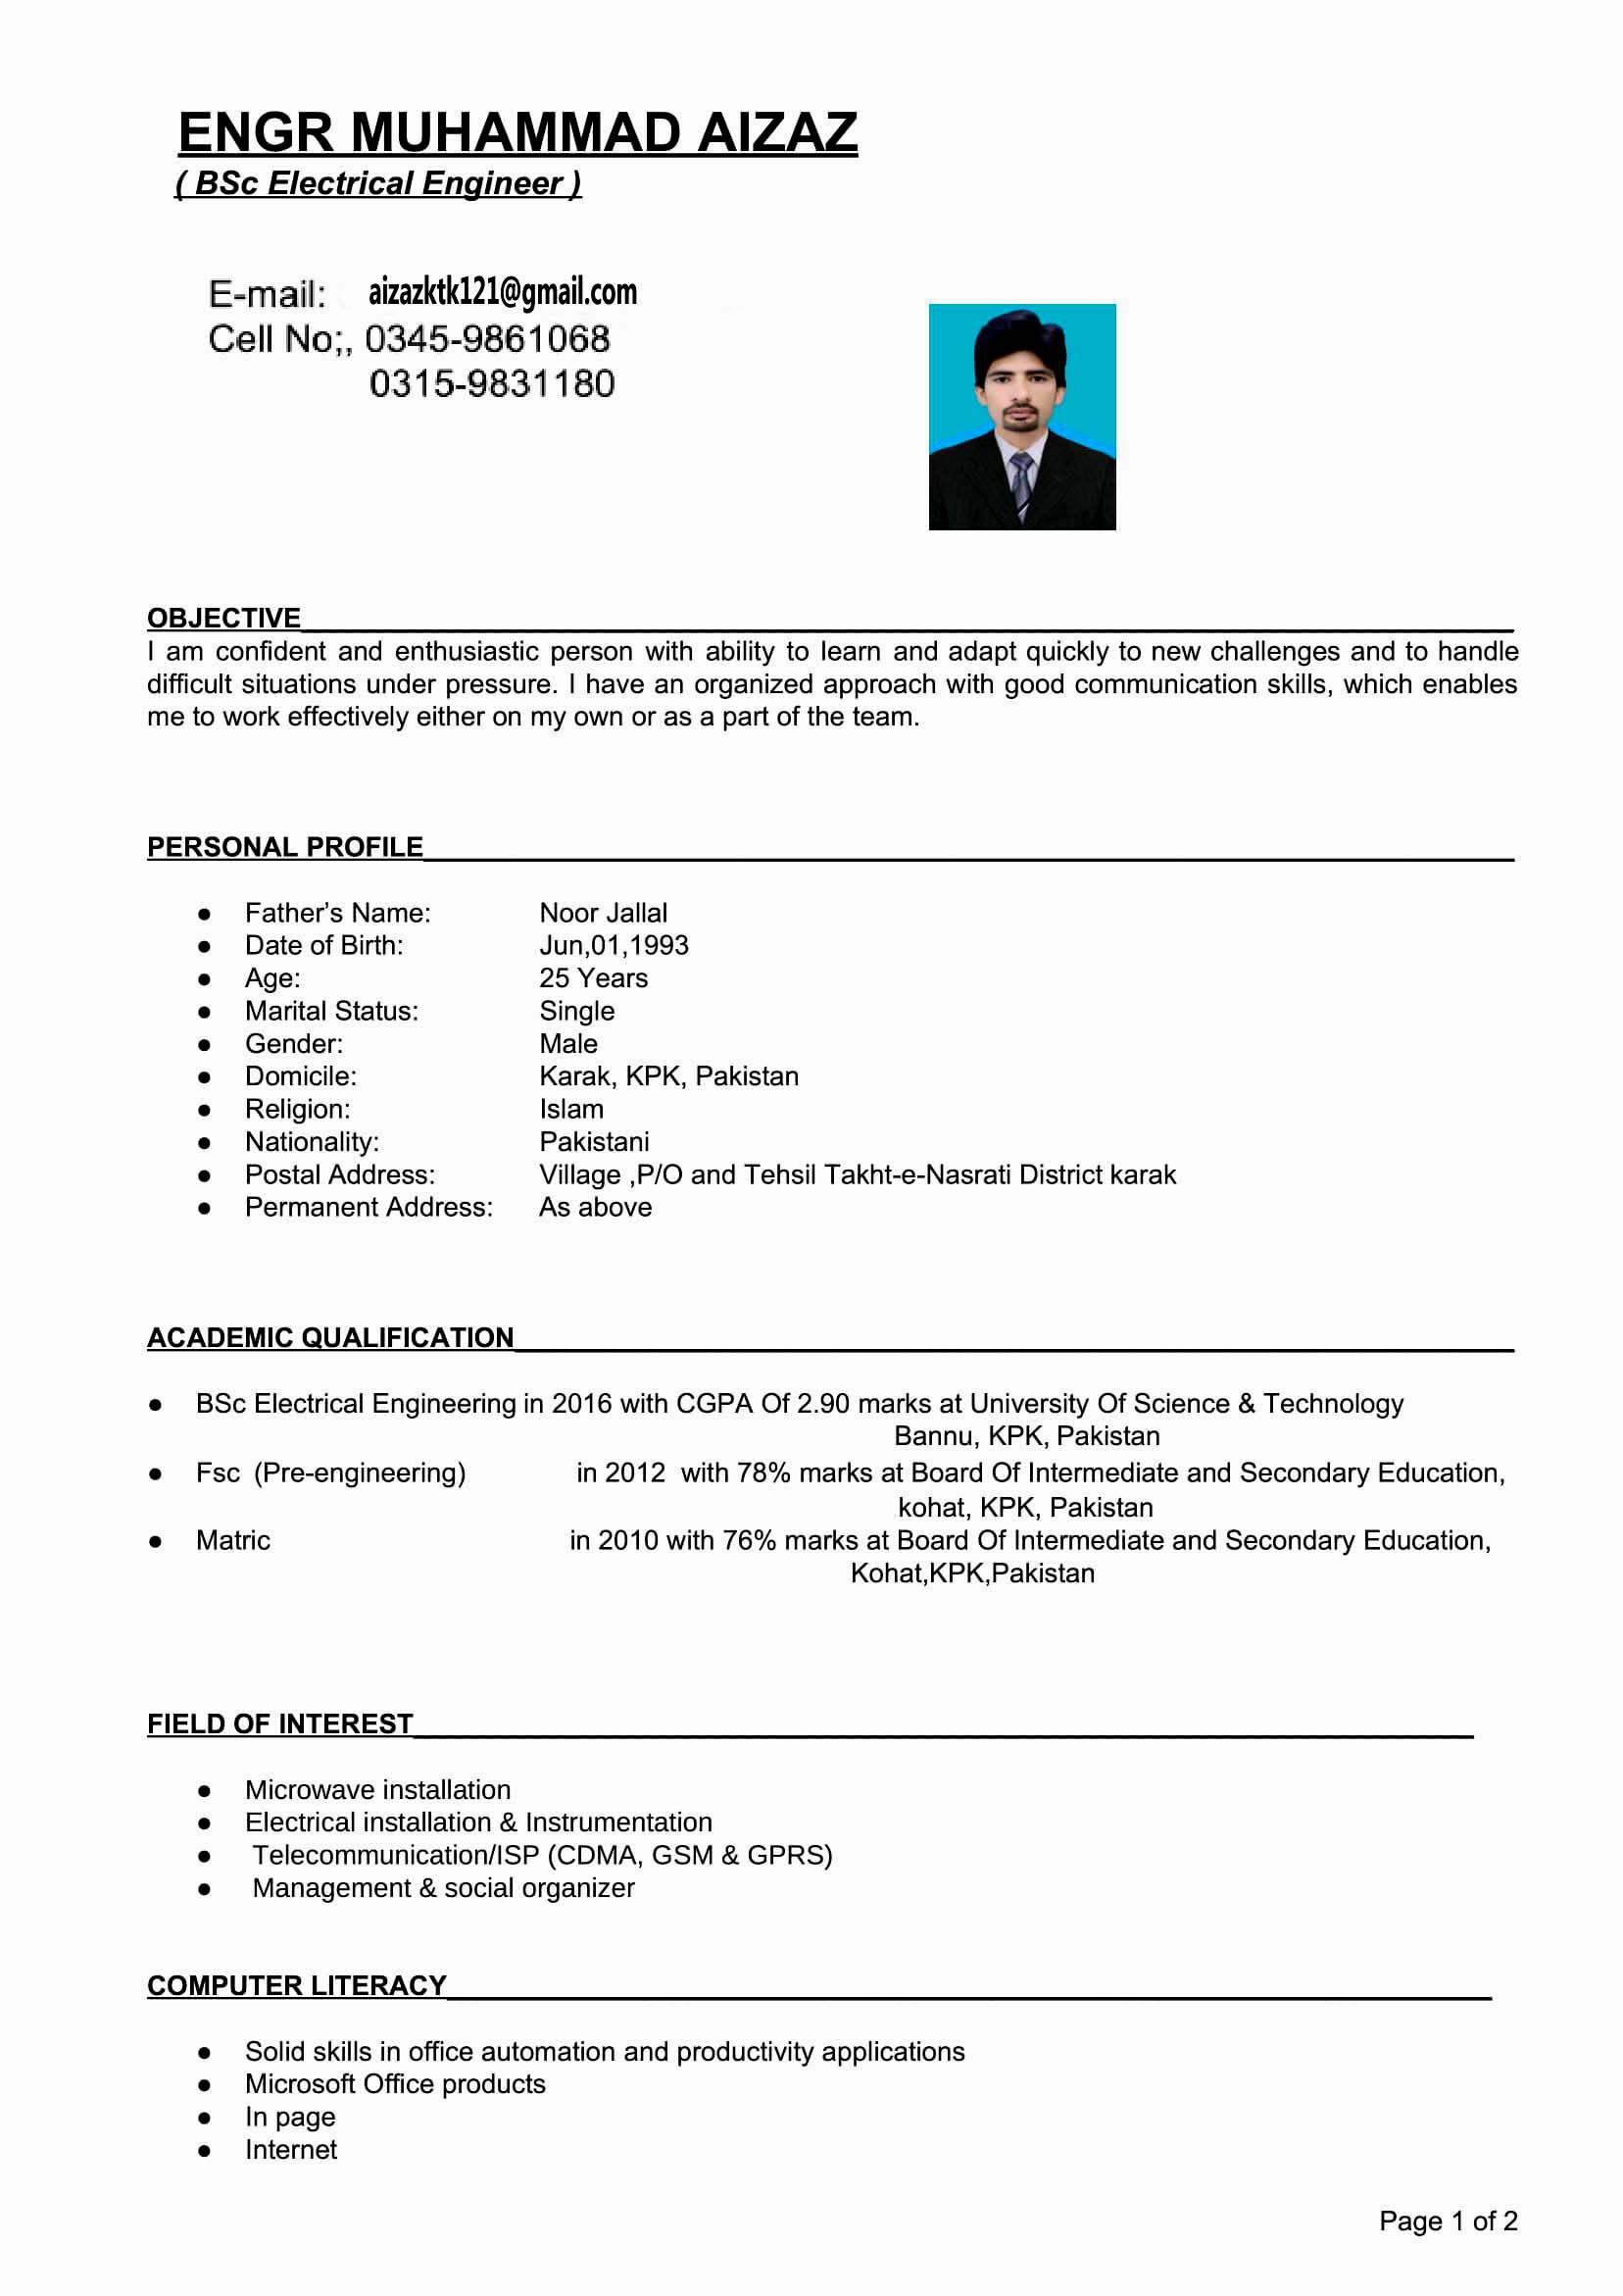 ENGR MUHAMMAD AIZAZ
( BSc Electrical Engineer )
E-mail: aizazktk121@gmail.com
Cell No;, 0345-9861068
0315-9831180
OBJECTIVE
I am confident and enthusiastic person with ability to learn and adapt quickly to new challenges and to handle
difficult situations under pressure. I have an organized approach with good communication skills, which enables
me to work effectively either on my own or as a part of the team.
PERSONAL PROFILE
● Father’s Name: Noor Jallal
● Date of Birth: Jun,01,1993
● Age: 25 Years
● Marital Status: Single
● Gender: Male
● Domicile: Karak, KPK, Pakistan
● Religion: Islam
● Nationality: Pakistani
● Postal Address: Village ,P/O and Tehsil Takht-e-Nasrati District karak
● Permanent Address: As above
ACADEMIC QUALIFICATION
● BSc Electrical Engineering in 2016 with CGPA Of 2.90 marks at University Of Science & Technology
Bannu, KPK, Pakistan
● Fsc (Pre-engineering) in 2012 with 78% marks at Board Of Intermediate and Secondary Education,
kohat, KPK, Pakistan
● Matric in 2010 with 76% marks at Board Of Intermediate and Secondary Education,
Kohat,KPK,Pakistan
FIELD OF INTEREST
● Microwave installation
● Electrical installation & Instrumentation
● Telecommunication/ISP (CDMA, GSM & GPRS)
● Management & social organizer
COMPUTER LITERACY
● Solid skills in office automation and productivity applications
● Microsoft Office products
● In page
● Internet
Page 1 of 2